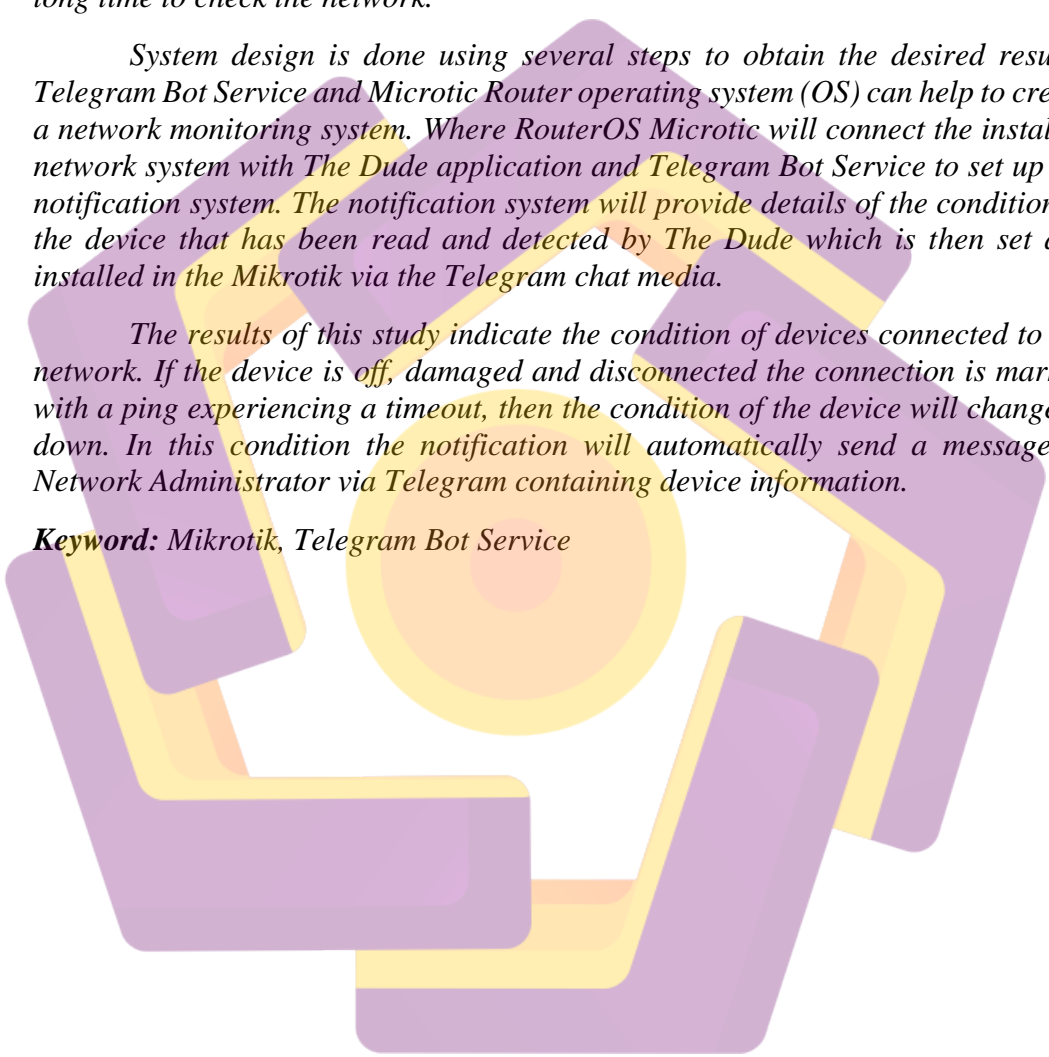 long time to check the network.
System design is done using several steps to obtain the desired resu
Telegram Bot Service and Microtic Router operating system (OS) can help to cre
a network monitoring system. Where RouterOS Microtic will connect the instal
network system with The Dude application and Telegram Bot Service to set up
notification system. The notification system will provide details of the condition
the device that has been read and detected by The Dude which is then set a
installed in the Mikrotik via the Telegram chat media.
The results of this study indicate the condition of devices connected to
network. If the device is off, damaged and disconnected the connection is mar
with a ping experiencing a timeout, then the condition of the device will change
down. In this condition the notification will automatically send a message
Network Administrator via Telegram containing device information.
Keyword: Mikrotik, Telegram Bot Service